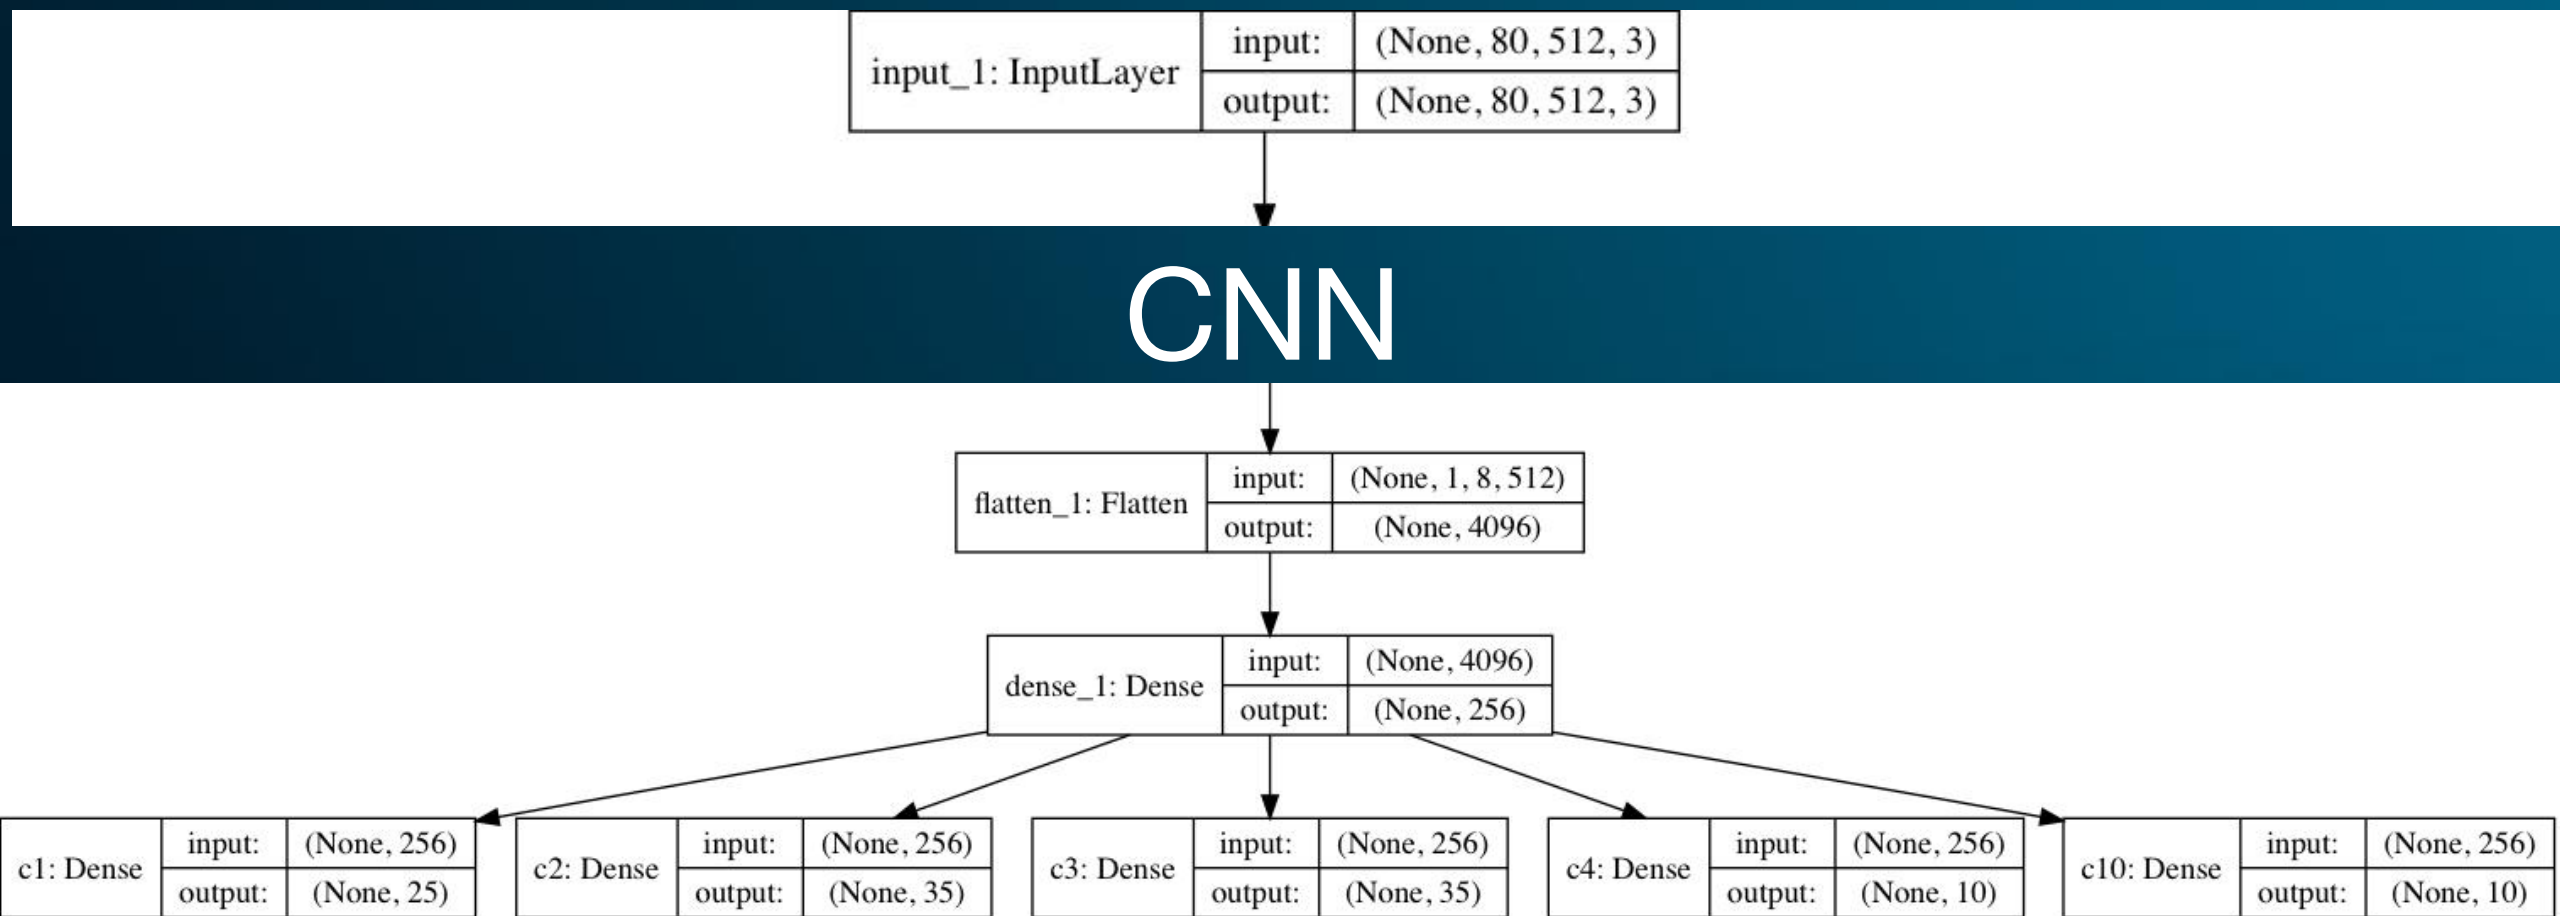 input_1: InputLayer
input: (None, 80, 512, 3)
output: (None, 80, 512, 3)
CNN
flatten_1: Flatten
input: (None, 1, 8, 512)
output: (None, 4096)
dense_1: Dense
input: (None, 4096)
output: (None, 256)
c1: Dense
input: (None, 256)
output: (None, 25)
c2: Dense
input: (None, 256)
output: (None, 35)
c3: Dense
input: (None, 256)
output: (None, 35)
c4: Dense
input: (None, 256)
output: (None, 10)
c10: Dense
input: (None, 256)
output: (None, 10)